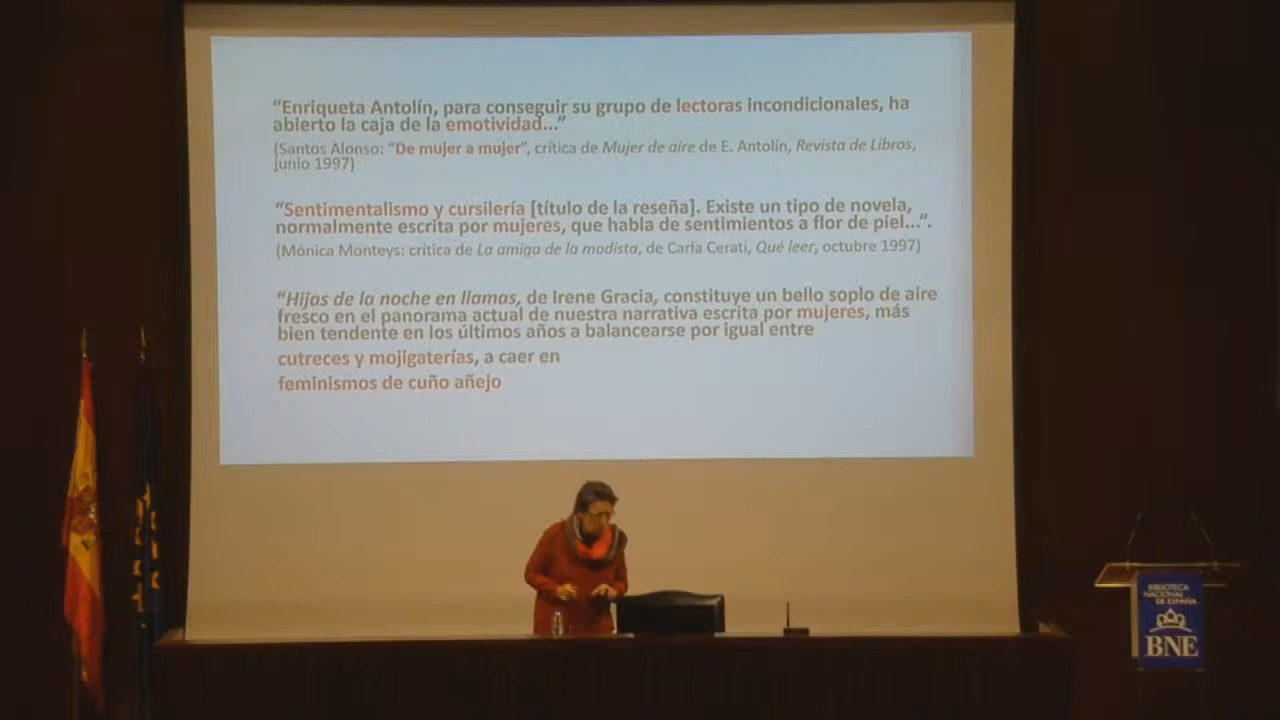 “Enriqueta Antolín, para conseguir su grupo de lectoras incondicionales, ha
abierto la caja de la emotividad...”
(Santos Alonso: “De mujer a mujer”, crítica de Mujer de aire de E. Antolín, Revista de Libros,
junio 1997)
“Sentimentalismo y cursilería [título de la reseña]. Existe un tipo de novela,
normalmente escrita por mujeres, que habla de sentimientos a flor de piel...”.
(Mónica Monteys: crítica de La amiga de la modista, de Carla Cerati, Qué leer, octubre 1997)
“Hijas de la noche en llamas, de Irene Gracia, constituye un bello soplo de aire
fresco en el panorama actual de nuestra narrativa escrita por mujeres, más
bien tendente en los últimos años a balancearse por igual entre
cutreces y mojigaterías, a caer en
feminismos de cuño añejo
BIBLIOTECA
NACIONAL
DE ESPAÑA
BNE